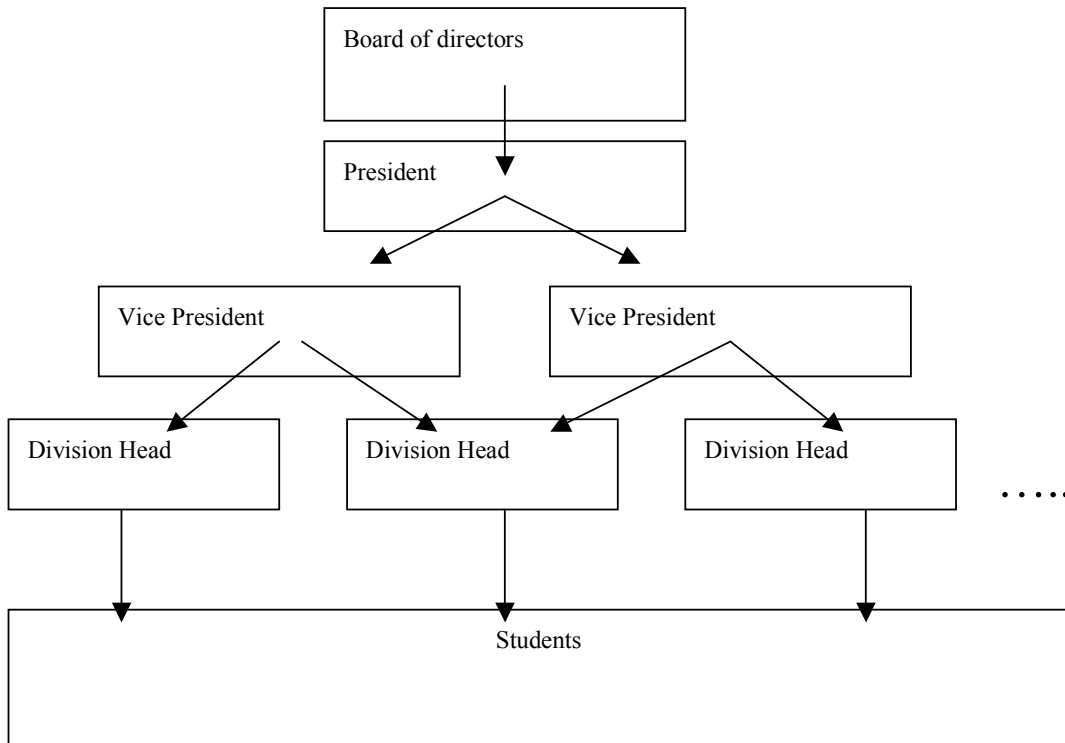 Board of directors
President
Vice President
Vice President
Division Head
Division Head
Division Head
.....
Students